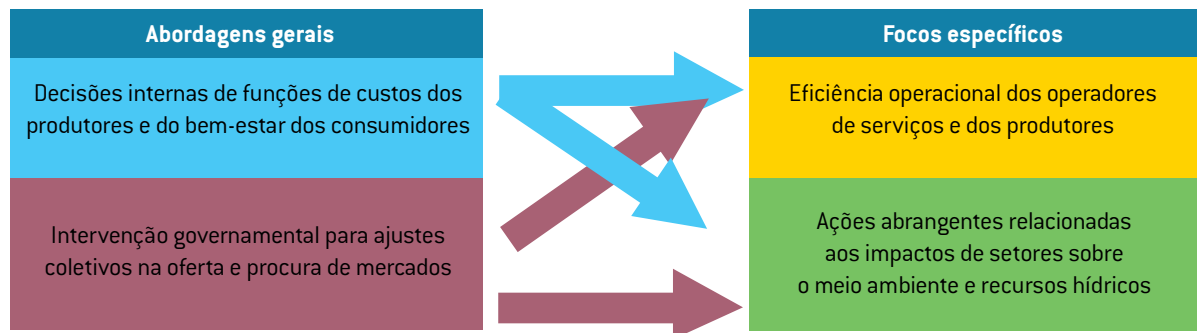 Abordagens gerais
Decisões internas de funções de custos dos
produtores e do bem-estar dos consumidores
Intervenção governamental para ajustes
coletivos na oferta e procura de mercados
Focos específicos
Eficiência operacional dos operadores
de serviços e dos produtores
Ações abrangentes relacionadas
aos impactos de setores sobre
o meio ambiente e recursos hídricos